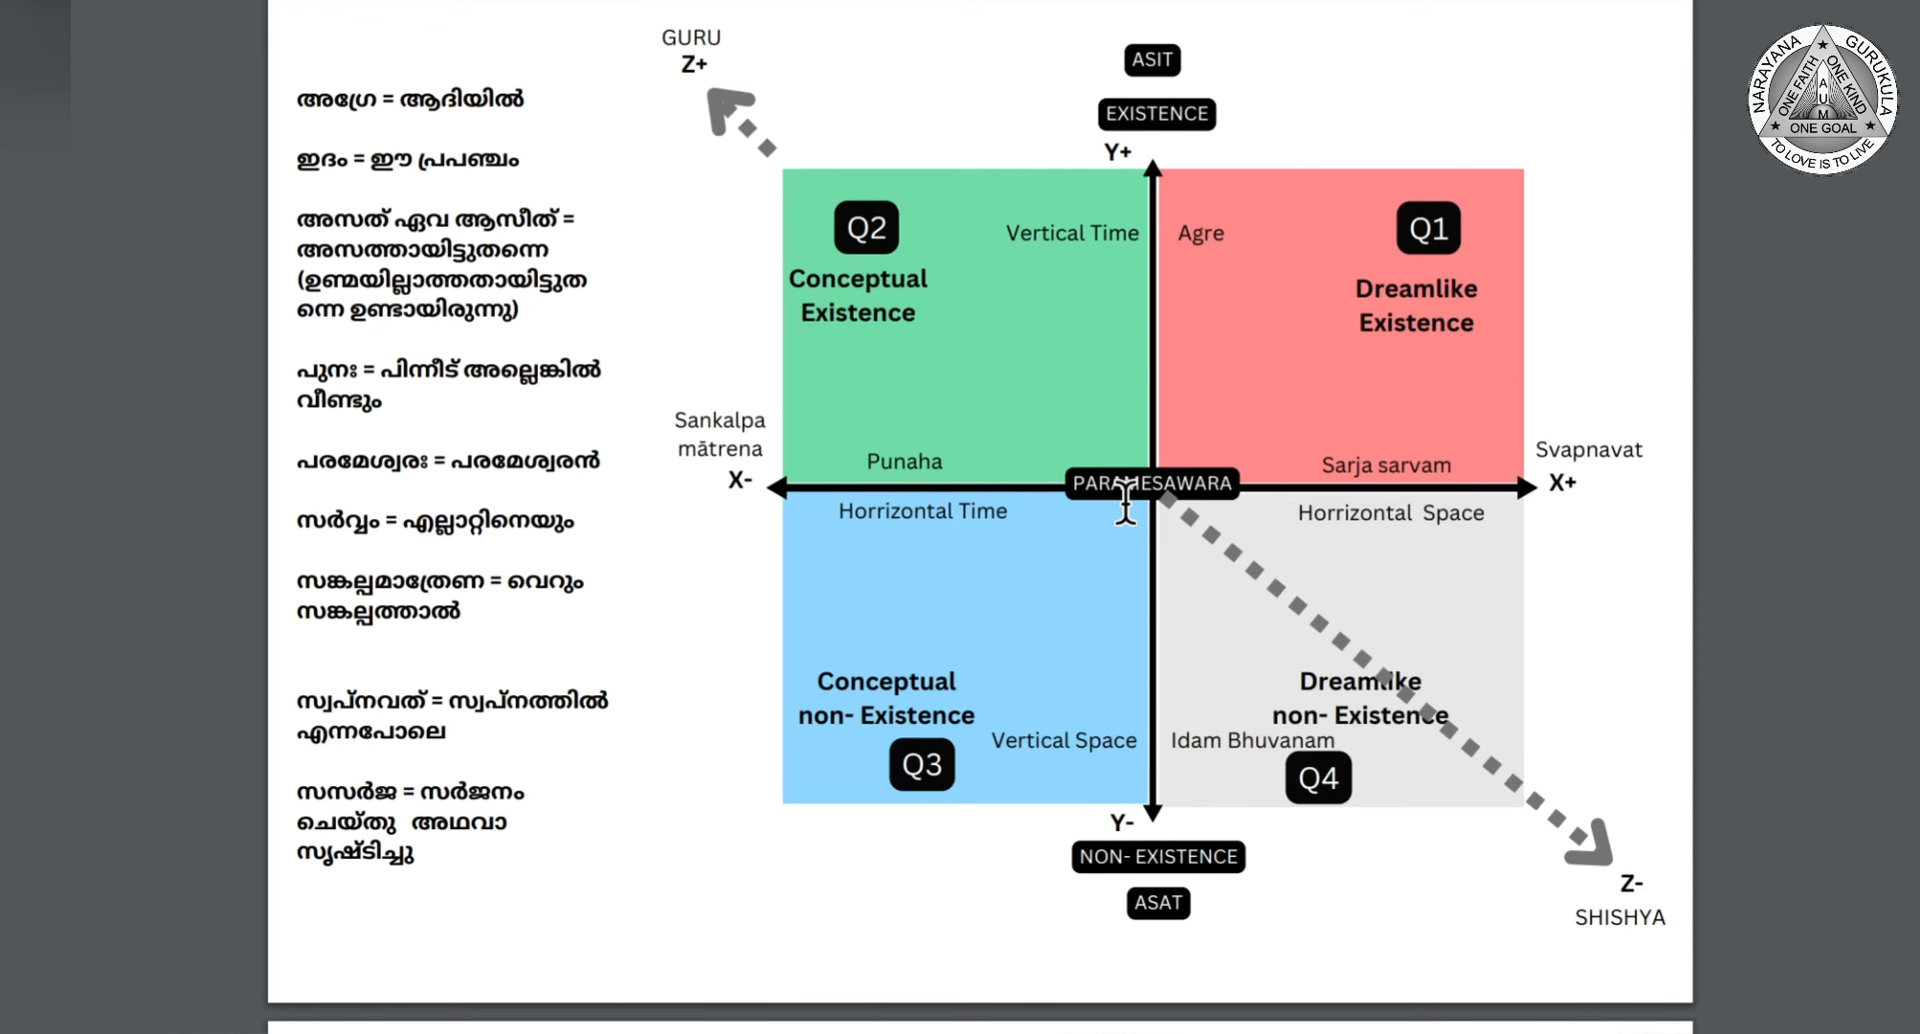 അഗ്രേ = ആദിയിൽ
ഇദം = ഈ പ്രപഞ്ചം
അസത് ഏവ ആസീത് =
അസത്തായിട്ടുതന്നെ
(ഉണ്മയില്ലാത്തതായിട്ടുത
ന്നെ ഉണ്ടായിരുന്നു)
പുനഃ = പിന്നീട് അല്ലെങ്കിൽ
വീണ്ടും
പരമേശ്വരഃ = പരമേശ്വരൻ
സർവ്വം = എല്ലാറ്റിനെയും
സങ്കല്പമാത്രേണ = വെറും
സങ്കല്പത്താൽ
സ്വപ്നവത് = സ്വപ്നത്തിൽ
എന്നപോലെ
സസർജ = സർജനം
ചെയ്തു അഥവാ
സൃഷ്ടിച്ചു
GURU
Z+
ASIT
EXISTENCE
Y+
Q2
Conceptual
Existence
Vertical Time
Agre
Q1
Dreamlike
Existence
Sankalpa
mātrena
X-
Punaha
PARAMESAWARA
Sarja sarvam
Svapnavat
X+
Horrizontal Time
Horrizontal Space
Conceptual
non- Existence
Vertical Space
Q3
Dreamlike
non- Existence
Idam Bhuvanam
Q4
Y-
NON- EXISTENCE
ASAT
Z-
SHISHYA
NARAYANA GURUKULA
ONE FAITH
ONE KIND
AUM
ONE GOAL
TO LOVE IS TO LIVE